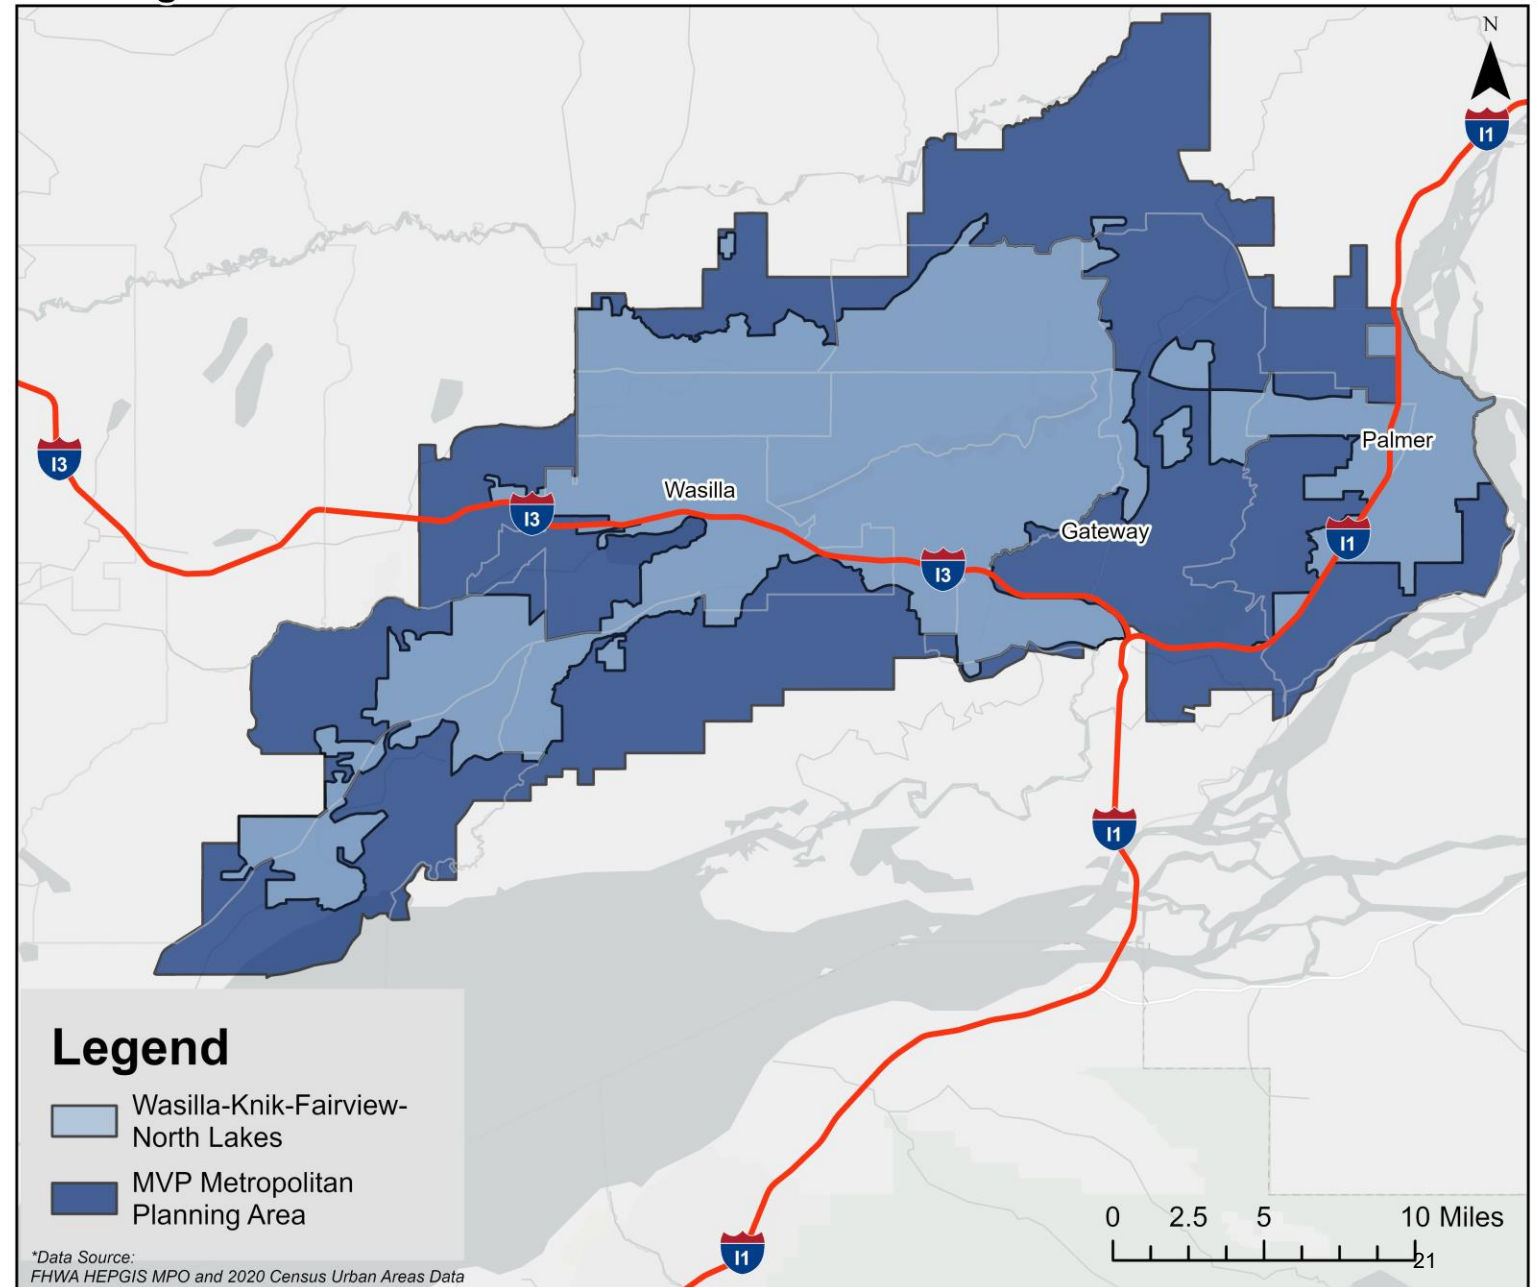 N
I1
I3
Palmer
Wasilla
I3
Gateway
I1
I3
I1
Legend
Wasilla-Knik-Fairview-
North Lakes
MVP Metropolitan
Planning Area
*Data Source:
FHWA HEPGIS MPO and 2020 Census Urban Areas Data
0 2.5 5 10 Miles
21
I1